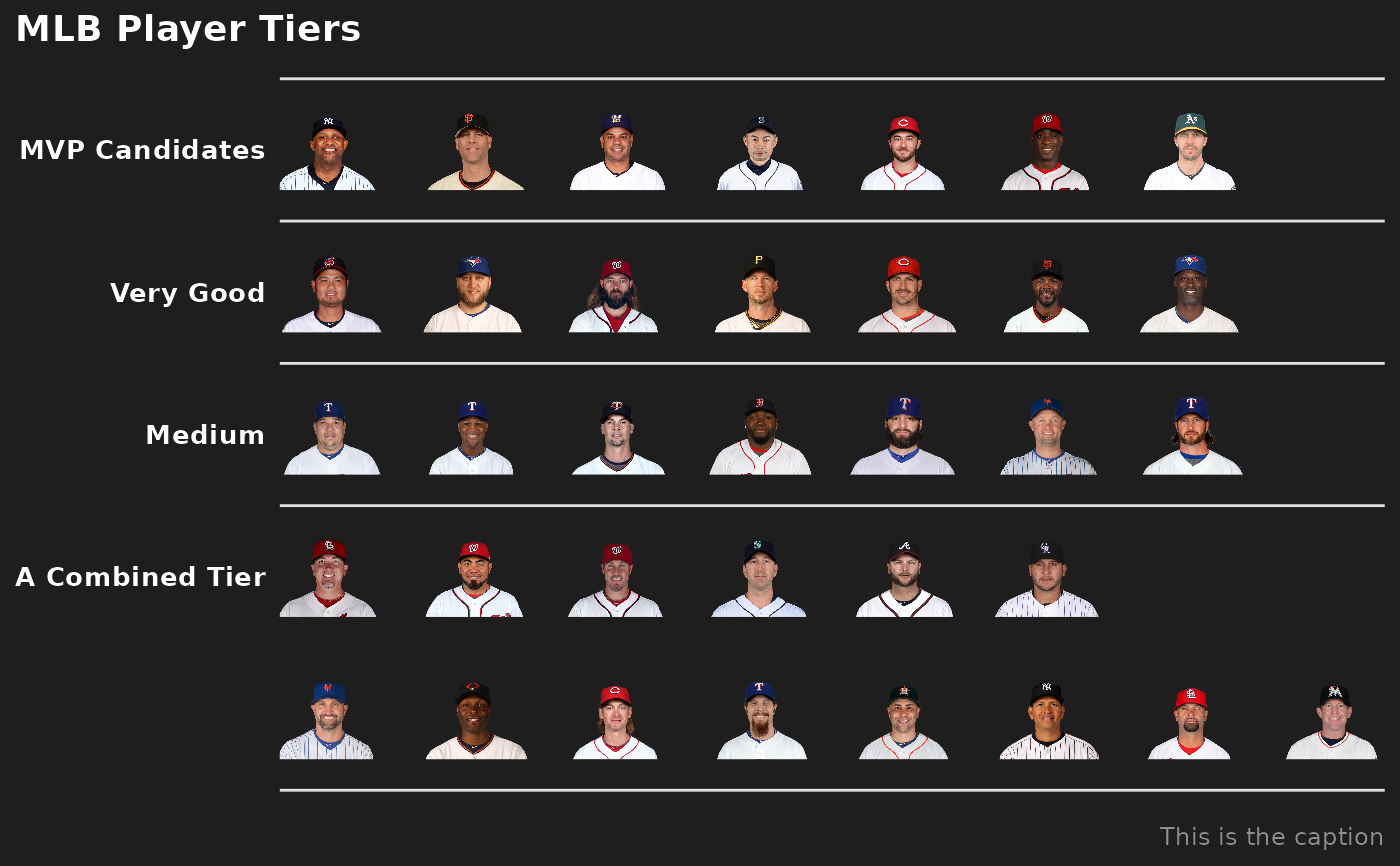 MLB Player Tiers
MVP Candidates
Very Good
Medium
A Combined Tier
This is the caption